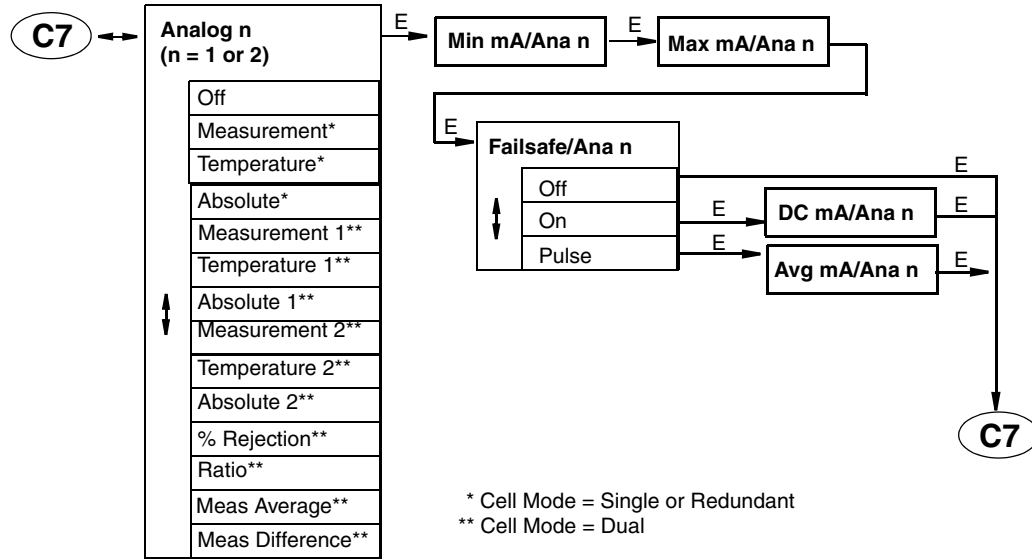 C7
Analog n
(n = 1 or 2)
Off
Measurement*
Temperature*
Absolute*
Measurement 1**
Temperature 1**
Absolute 1**
Measurement 2**
Temperature 2**
Absolute 2**
% Rejection**
Ratio**
Meas Average**
Meas Difference**
E
Min mA/Ana n
E
Max mA/Ana n
E
Failsafe/Ana n
Off
On
Pulse
E
E
DC mA/Ana n
E
E
Avg mA/Ana n
E
C7
* Cell Mode = Single or Redundant
** Cell Mode = Dual